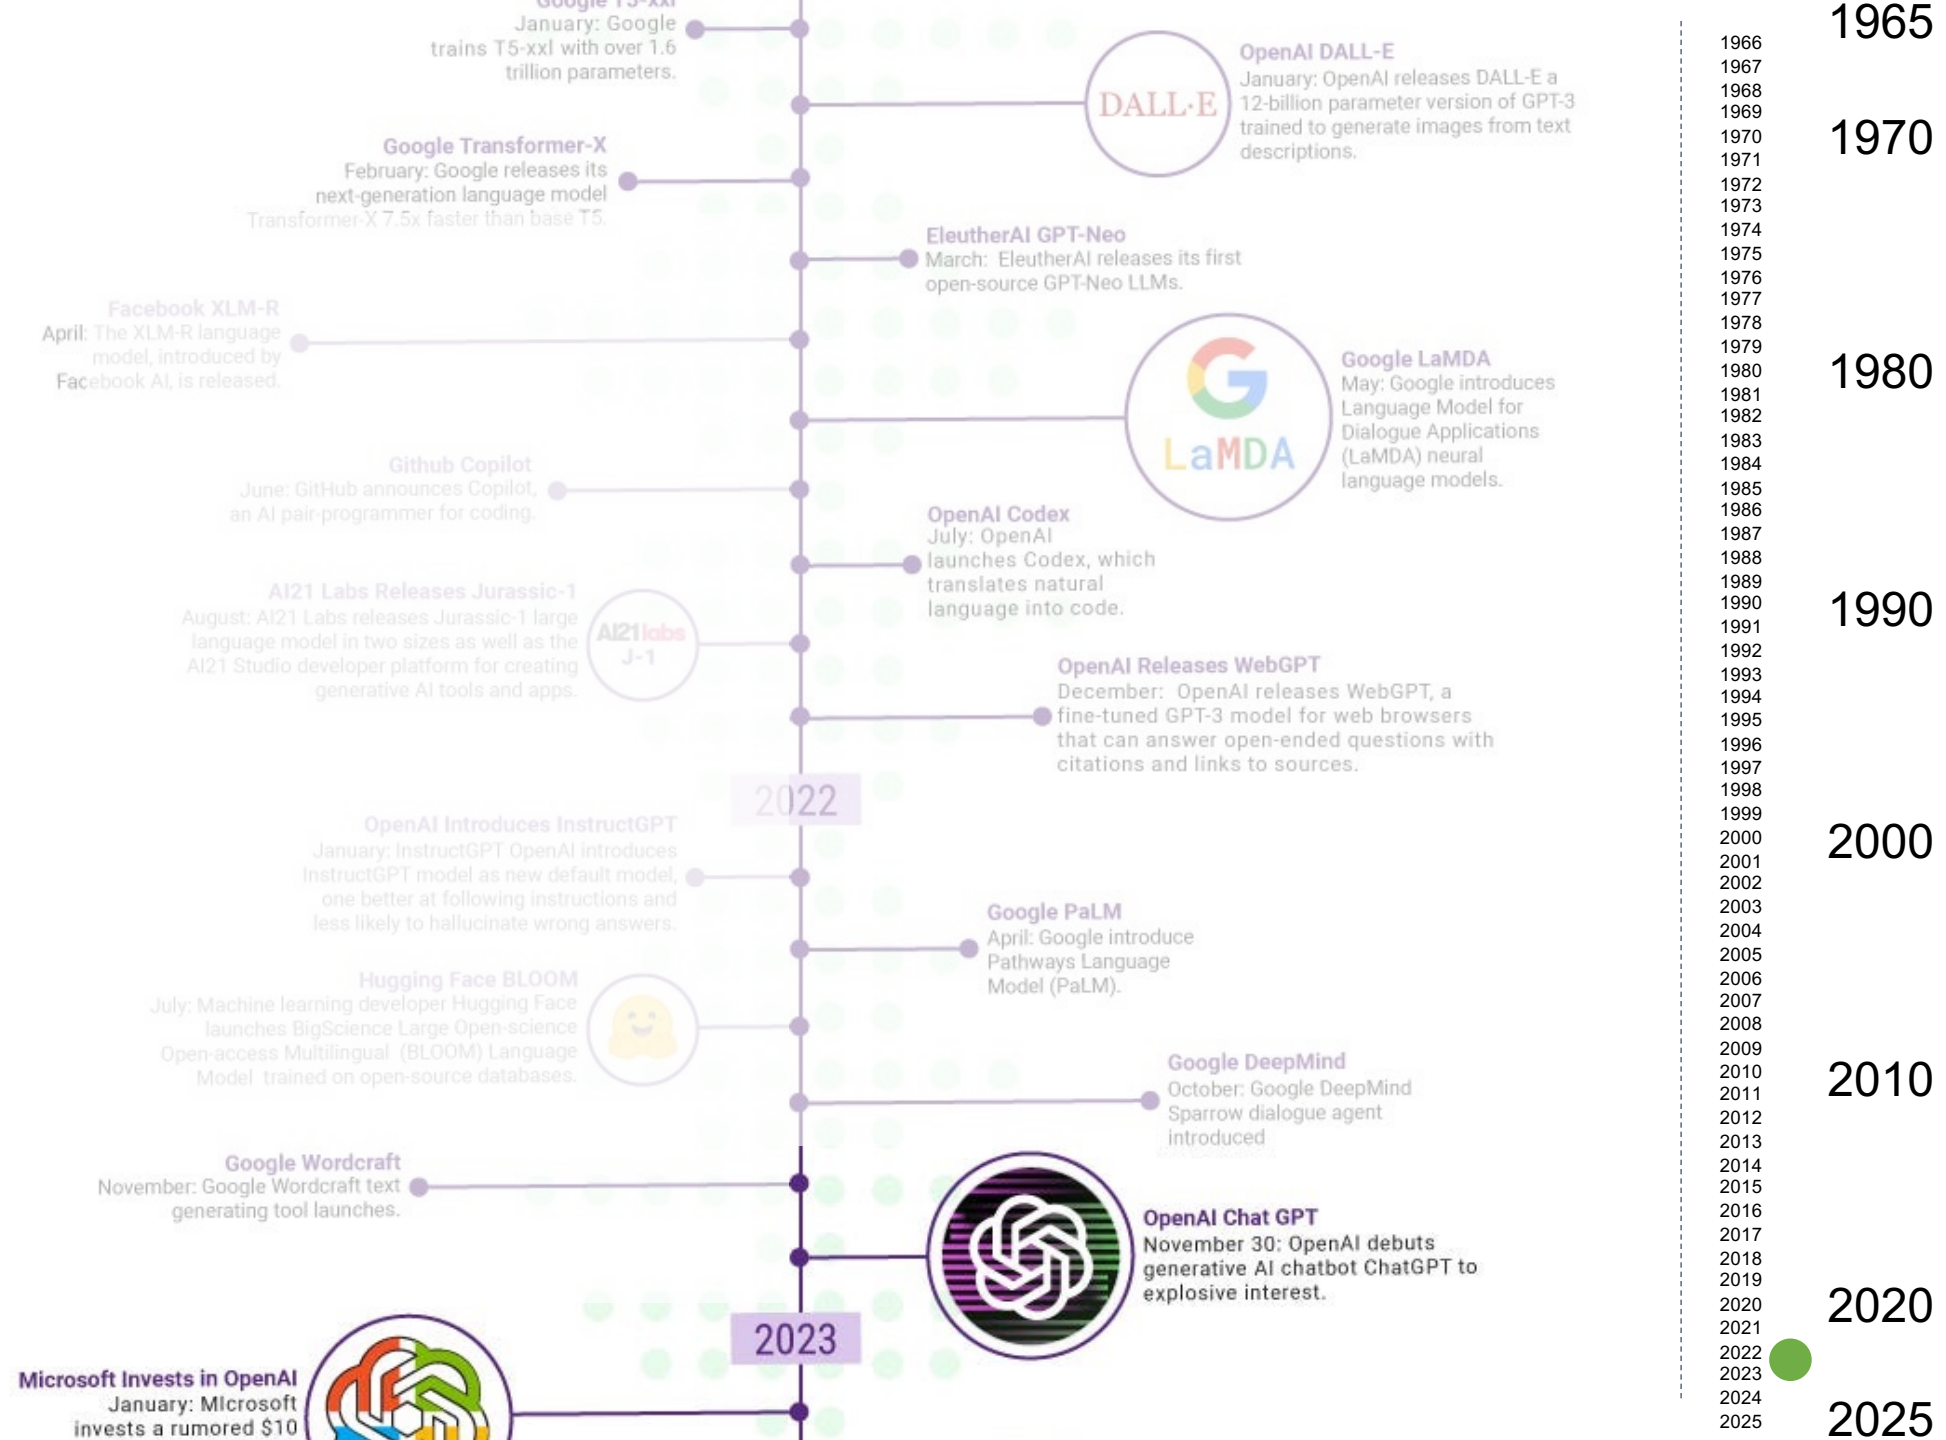 Google T5-xxl
January: Google
trains T5-xxl with over 1.6
trillion parameters.
OpenAI DALL-E
January: OpenAI releases DALL-E a
12-billion parameter version of GPT-3
trained to generate images from text
descriptions.
DALL·E
Google Transformer-X
February: Google releases its
next-generation language model
Transformer-X 7.5x faster than base T5.
EleutherAI GPT-Neo
March: EleutherAI releases its first
open-source GPT-Neo LLMs.
Facebook XLM-R
April: The XLM-R language
model, introduced by
Facebook AI, is released.
LaMDA
Google LaMDA
May: Google introduces
Language Model for
Dialogue Applications
(LaMDA) neural
language models.
Github Copilot
June: GitHub announces Copilot,
an AI pair-programmer for coding.
OpenAI Codex
July: OpenAI
launches Codex, which
translates natural
language into code.
AI21 Labs Releases Jurassic-1
August: AI21 Labs releases Jurassic-1 large
language model in two sizes as well as the
AI21 Studio developer platform for creating
generative AI tools and apps.
AI21labs
J-1
OpenAI Releases WebGPT
December: OpenAI releases WebGPT, a
fine-tuned GPT-3 model for web browsers
that can answer open-ended questions with
citations and links to sources.
2022
OpenAI Introduces InstructGPT
January: InstructGPT OpenAI introduces
InstructGPT model as new default model,
one better at following instructions and
less likely to hallucinate wrong answers.
Google PaLM
April: Google introduce
Pathways Language
Model (PaLM).
Hugging Face BLOOM
July: Machine learning developer Hugging Face
launches BigScience Large Open-science
Open-access Multilingual (BLOOM) Language
Model trained on open-source databases.
Google DeepMind
October: Google DeepMind
Sparrow dialogue agent
introduced
Google Wordcraft
November: Google Wordcraft text
generating tool launches.
OpenAI Chat GPT
November 30: OpenAI debuts
generative AI chatbot ChatGPT to
explosive interest.
2023
Microsoft Invests in OpenAI
January: MIcrosoft
invests a rumored $10
1965
1966
1967
1968
1969
1970
1970
1971
1972
1973
1974
1975
1976
1977
1978
1979
1980
1980
1981
1982
1983
1984
1985
1986
1987
1988
1989
1990
1990
1991
1992
1993
1994
1995
1996
1997
1998
1999
2000
2000
2001
2002
2003
2004
2005
2006
2007
2008
2009
2010
2010
2011
2012
2013
2014
2015
2016
2017
2018
2019
2020
2020
2021
2022
2023
2024
2025
2025